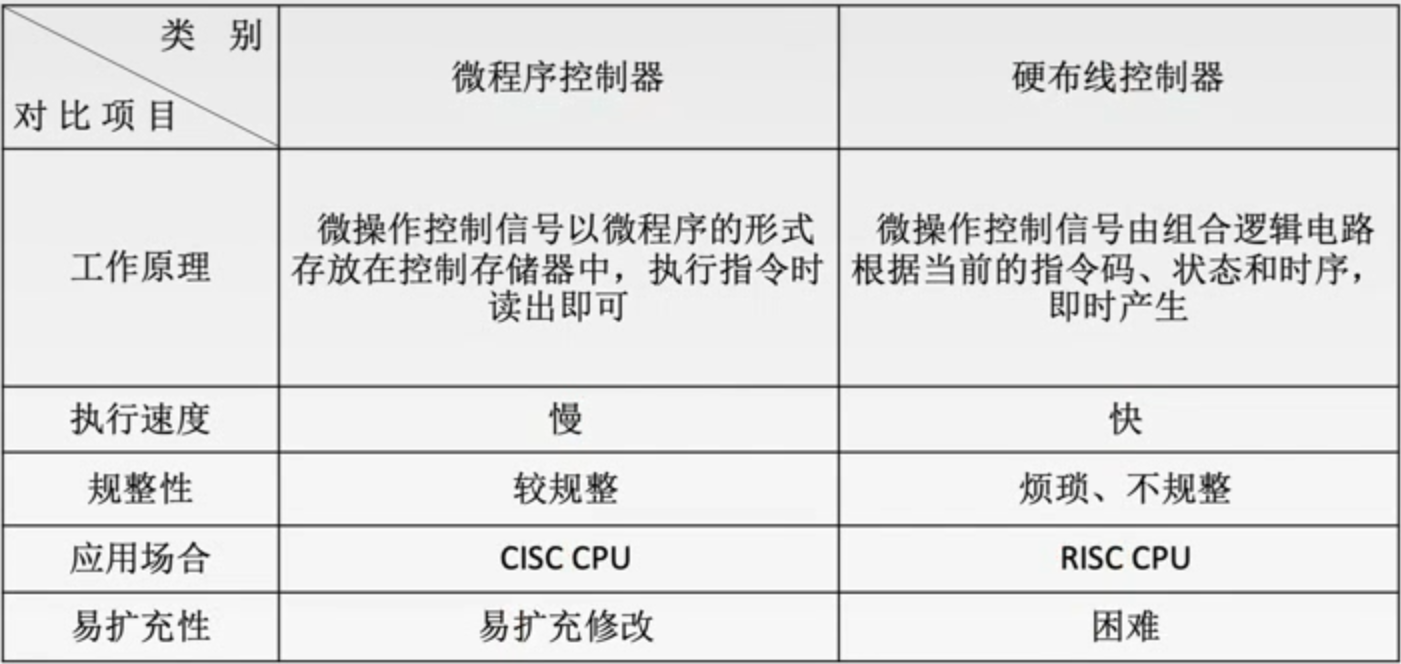 类 别
对比项目
微程序控制器
硬布线控制器
工作原理
微操作控制信号以微程序的形式
存放在控制存储器中，执行指令时
读出即可
微操作控制信号由组合逻辑电路
根据当前的指令码、状态和时序，
即时产生
执行速度
慢
快
规整性
较规整
烦琐、不规整
应用场合
CISC CPU
RISC CPU
易扩充性
易扩充修改
困难